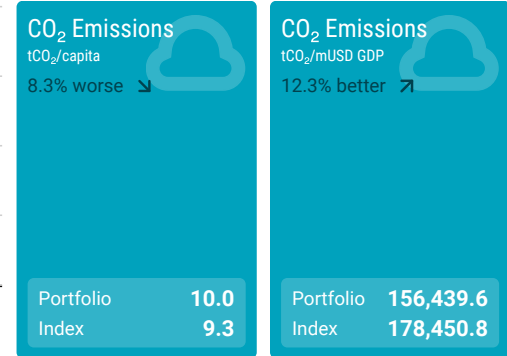 CO₂ Emissions
tCO₂/capita
8.3% worse
Portfolio 10.0
Index 9.3
CO₂ Emissions
tCO₂/mUSD GDP
12.3% better
Portfolio 156,439.6
Index 178,450.8